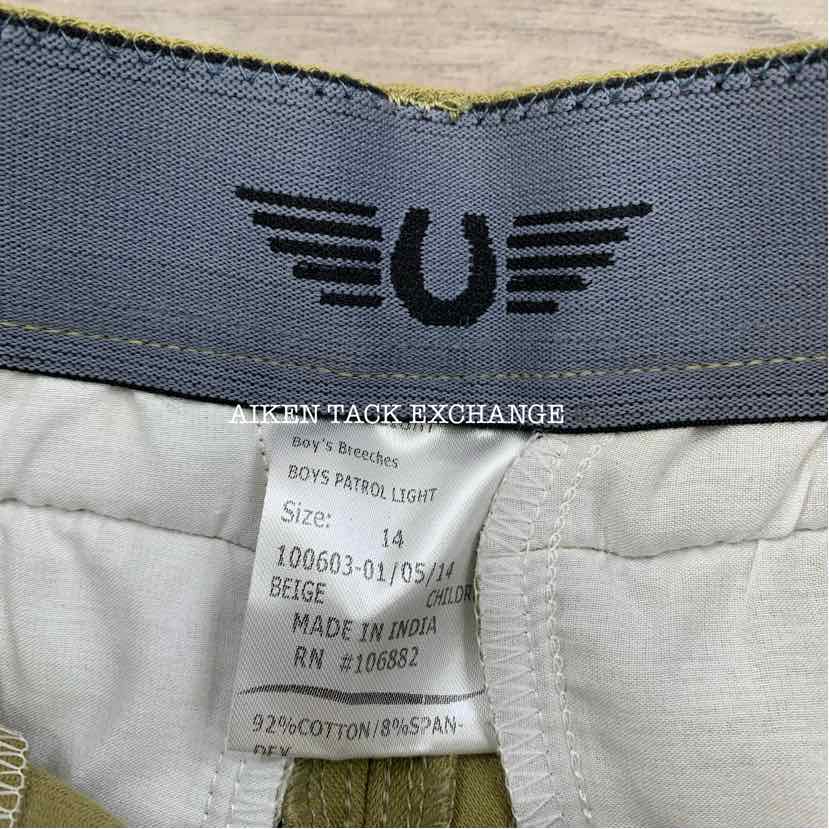 AIKEN TACK EXCHANGE
Boy's Breeches
BOYS PATROL LIGHT
Size: 14
100603-01/05/14
BEIGE CHILDR
MADE IN INDIA
RN #106882
92%COTTON/8%SPAN-
DEX